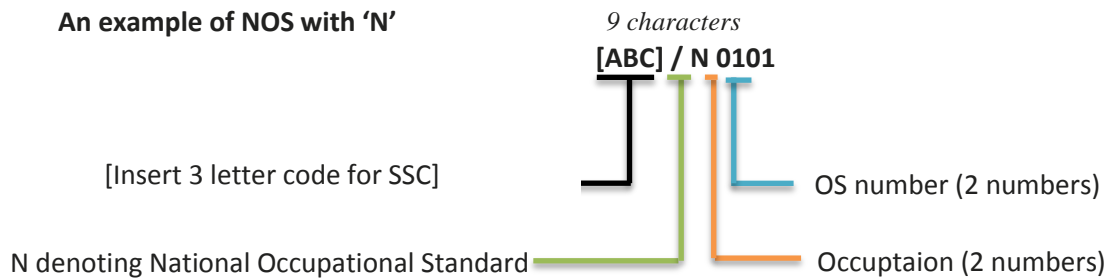 An example of NOS with ‘N’
9 characters
[ABC] / N 0101
[Insert 3 letter code for SSC]
OS number (2 numbers)
N denoting National Occupational Standard
Occuptaion (2 numbers)